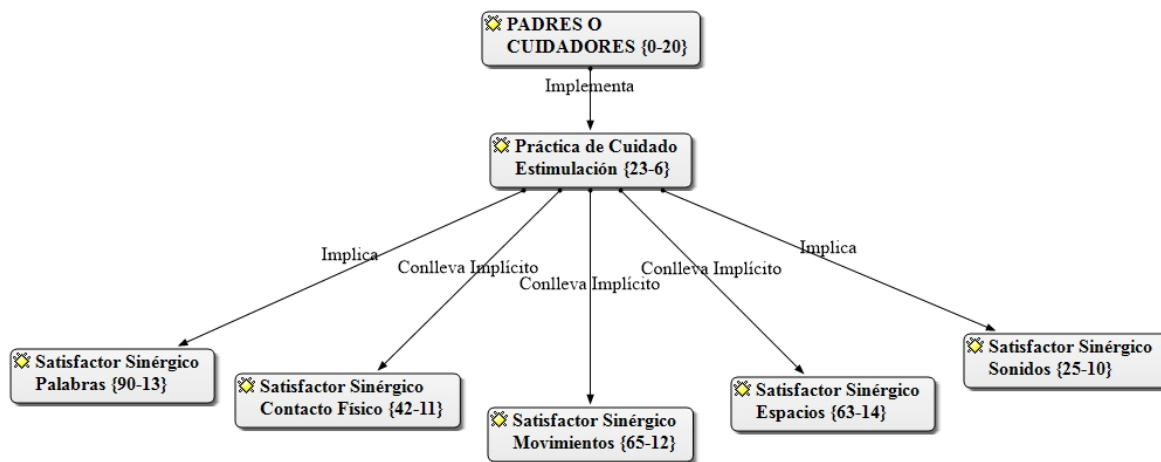 PADRES O
CUIDADORES {0-20}
Implementa
Práctica de Cuidado
Estimulación {23-6}
Implica
Conlleva Implícito
Conlleva Implícito
Conlleva Implícito
Implica
Satisfactor Sinérgico
Palabras {90-13}
Satisfactor Sinérgico
Contacto Físico {42-11}
Satisfactor Sinérgico
Movimientos {65-12}
Satisfactor Sinérgico
Espacios {63-14}
Satisfactor Sinérgico
Sonidos {25-10}